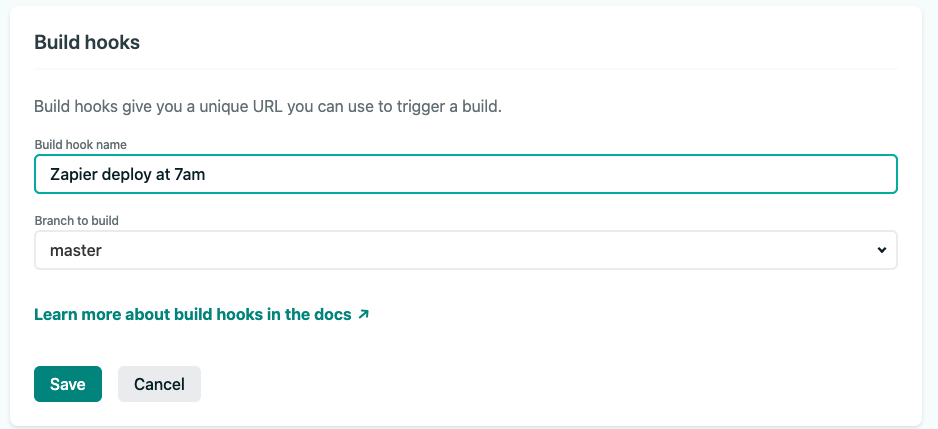 Build hooks
Build hooks give you a unique URL you can use to trigger a build.
Build hook name
Zapier deploy at 7am
Branch to build
master
Learn more about build hooks in the docs ↗
Save
Cancel